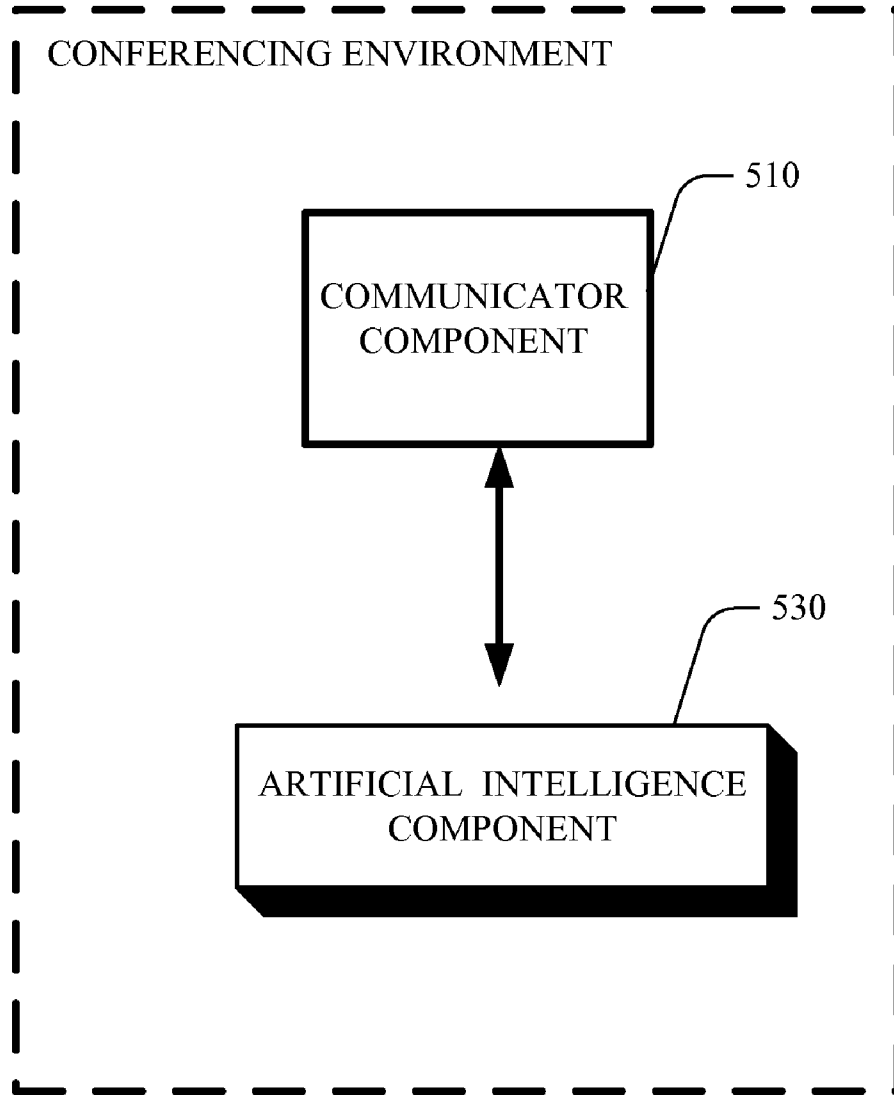 CONFERENCING ENVIRONMENT
510
COMMUNICATOR
COMPONENT
530
ARTIFICIAL INTELLIGENCE
COMPONENT